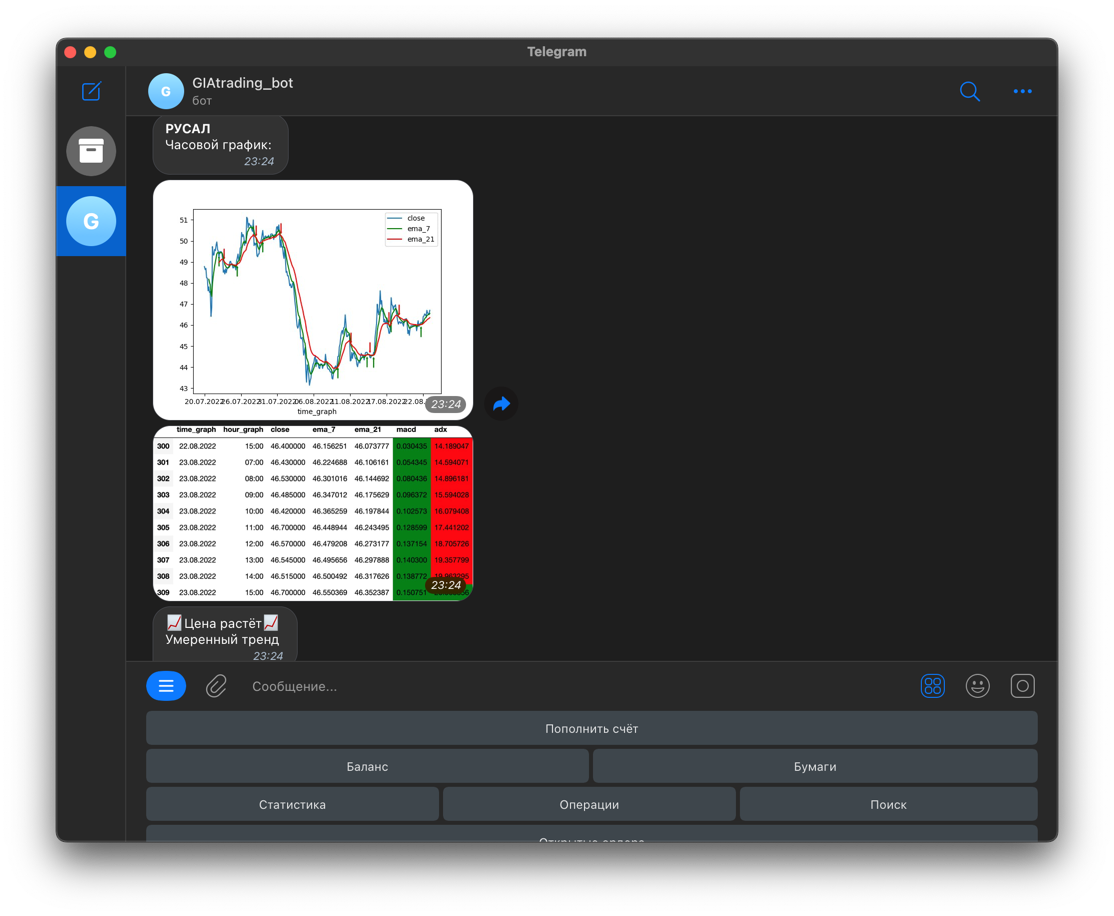 Telegram
GIAtrading_bot
бот
G
G
РУСАЛ
Часовой график:
23:24
close
ema_7
ema_21
51
50
49
48
47
46
45
44
43
20.07.2022 26.07.2022 31.07.2022 06.08.2022 11.08.2022 17.08.2022 22.08.
time_graph
23:24
time_graph hour_graph close ema_7 ema_21 macd adx
300 22.08.2022 15:00 46.400000 46.156251 46.073777 0.030435 14.199047
301 23.08.2022 07:00 46.430000 46.224688 46.106161 0.054345 14.594071
302 23.08.2022 08:00 46.530000 46.301016 46.144692 0.080436 14.896181
303 23.08.2022 09:00 46.485000 46.347012 46.175629 0.096372 15.594028
304 23.08.2022 10:00 46.420000 46.365259 46.197844 0.102573 16.079408
305 23.08.2022 11:00 46.700000 46.448944 46.243495 0.128599 17.441202
306 23.08.2022 12:00 46.570000 46.479208 46.273177 0.137154 18.705726
307 23.08.2022 13:00 46.545000 46.495656 46.297888 0.140300 19.357799
308 23.08.2022 14:00 46.515000 46.500492 46.317626 0.138772
309 23.08.2022 15:00 46.700000 46.550369 46.352387 0.150751
23:24
Цена растёт
Умеренный тренд
23:24
Сообщение...
Пополнить счёт
Баланс Бумаги
Статистика Операции Поиск